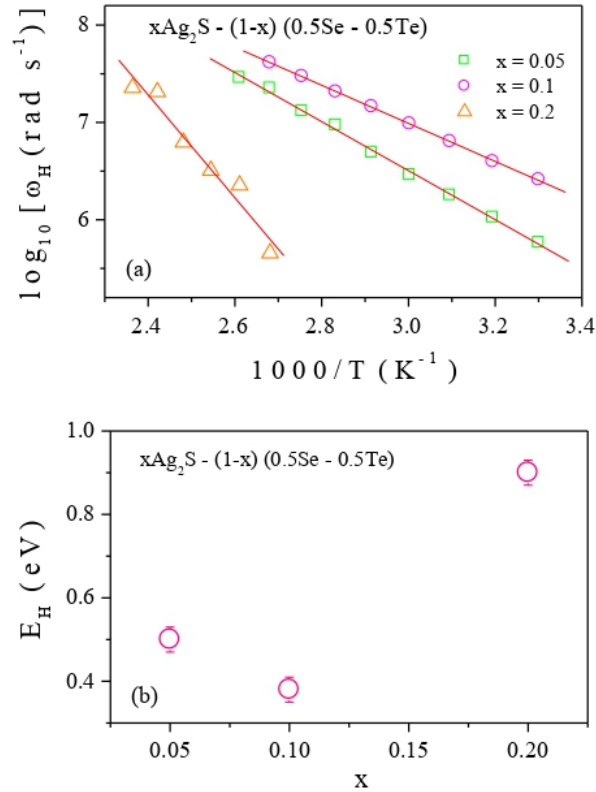 xAg₂S - (1-x) (0.5Se - 0.5Te)
x = 0.05
x = 0.1
x = 0.2
8
7
6
log₁₀ [ ω_H (rad s⁻¹) ]
(a)
2.4 2.6 2.8 3.0 3.2 3.4
1000/T (K⁻¹)
1.0
0.8
0.6
0.4
E_H (eV)
xAg₂S - (1-x) (0.5Se - 0.5Te)
(b)
0.05 0.10 0.15 0.20
x